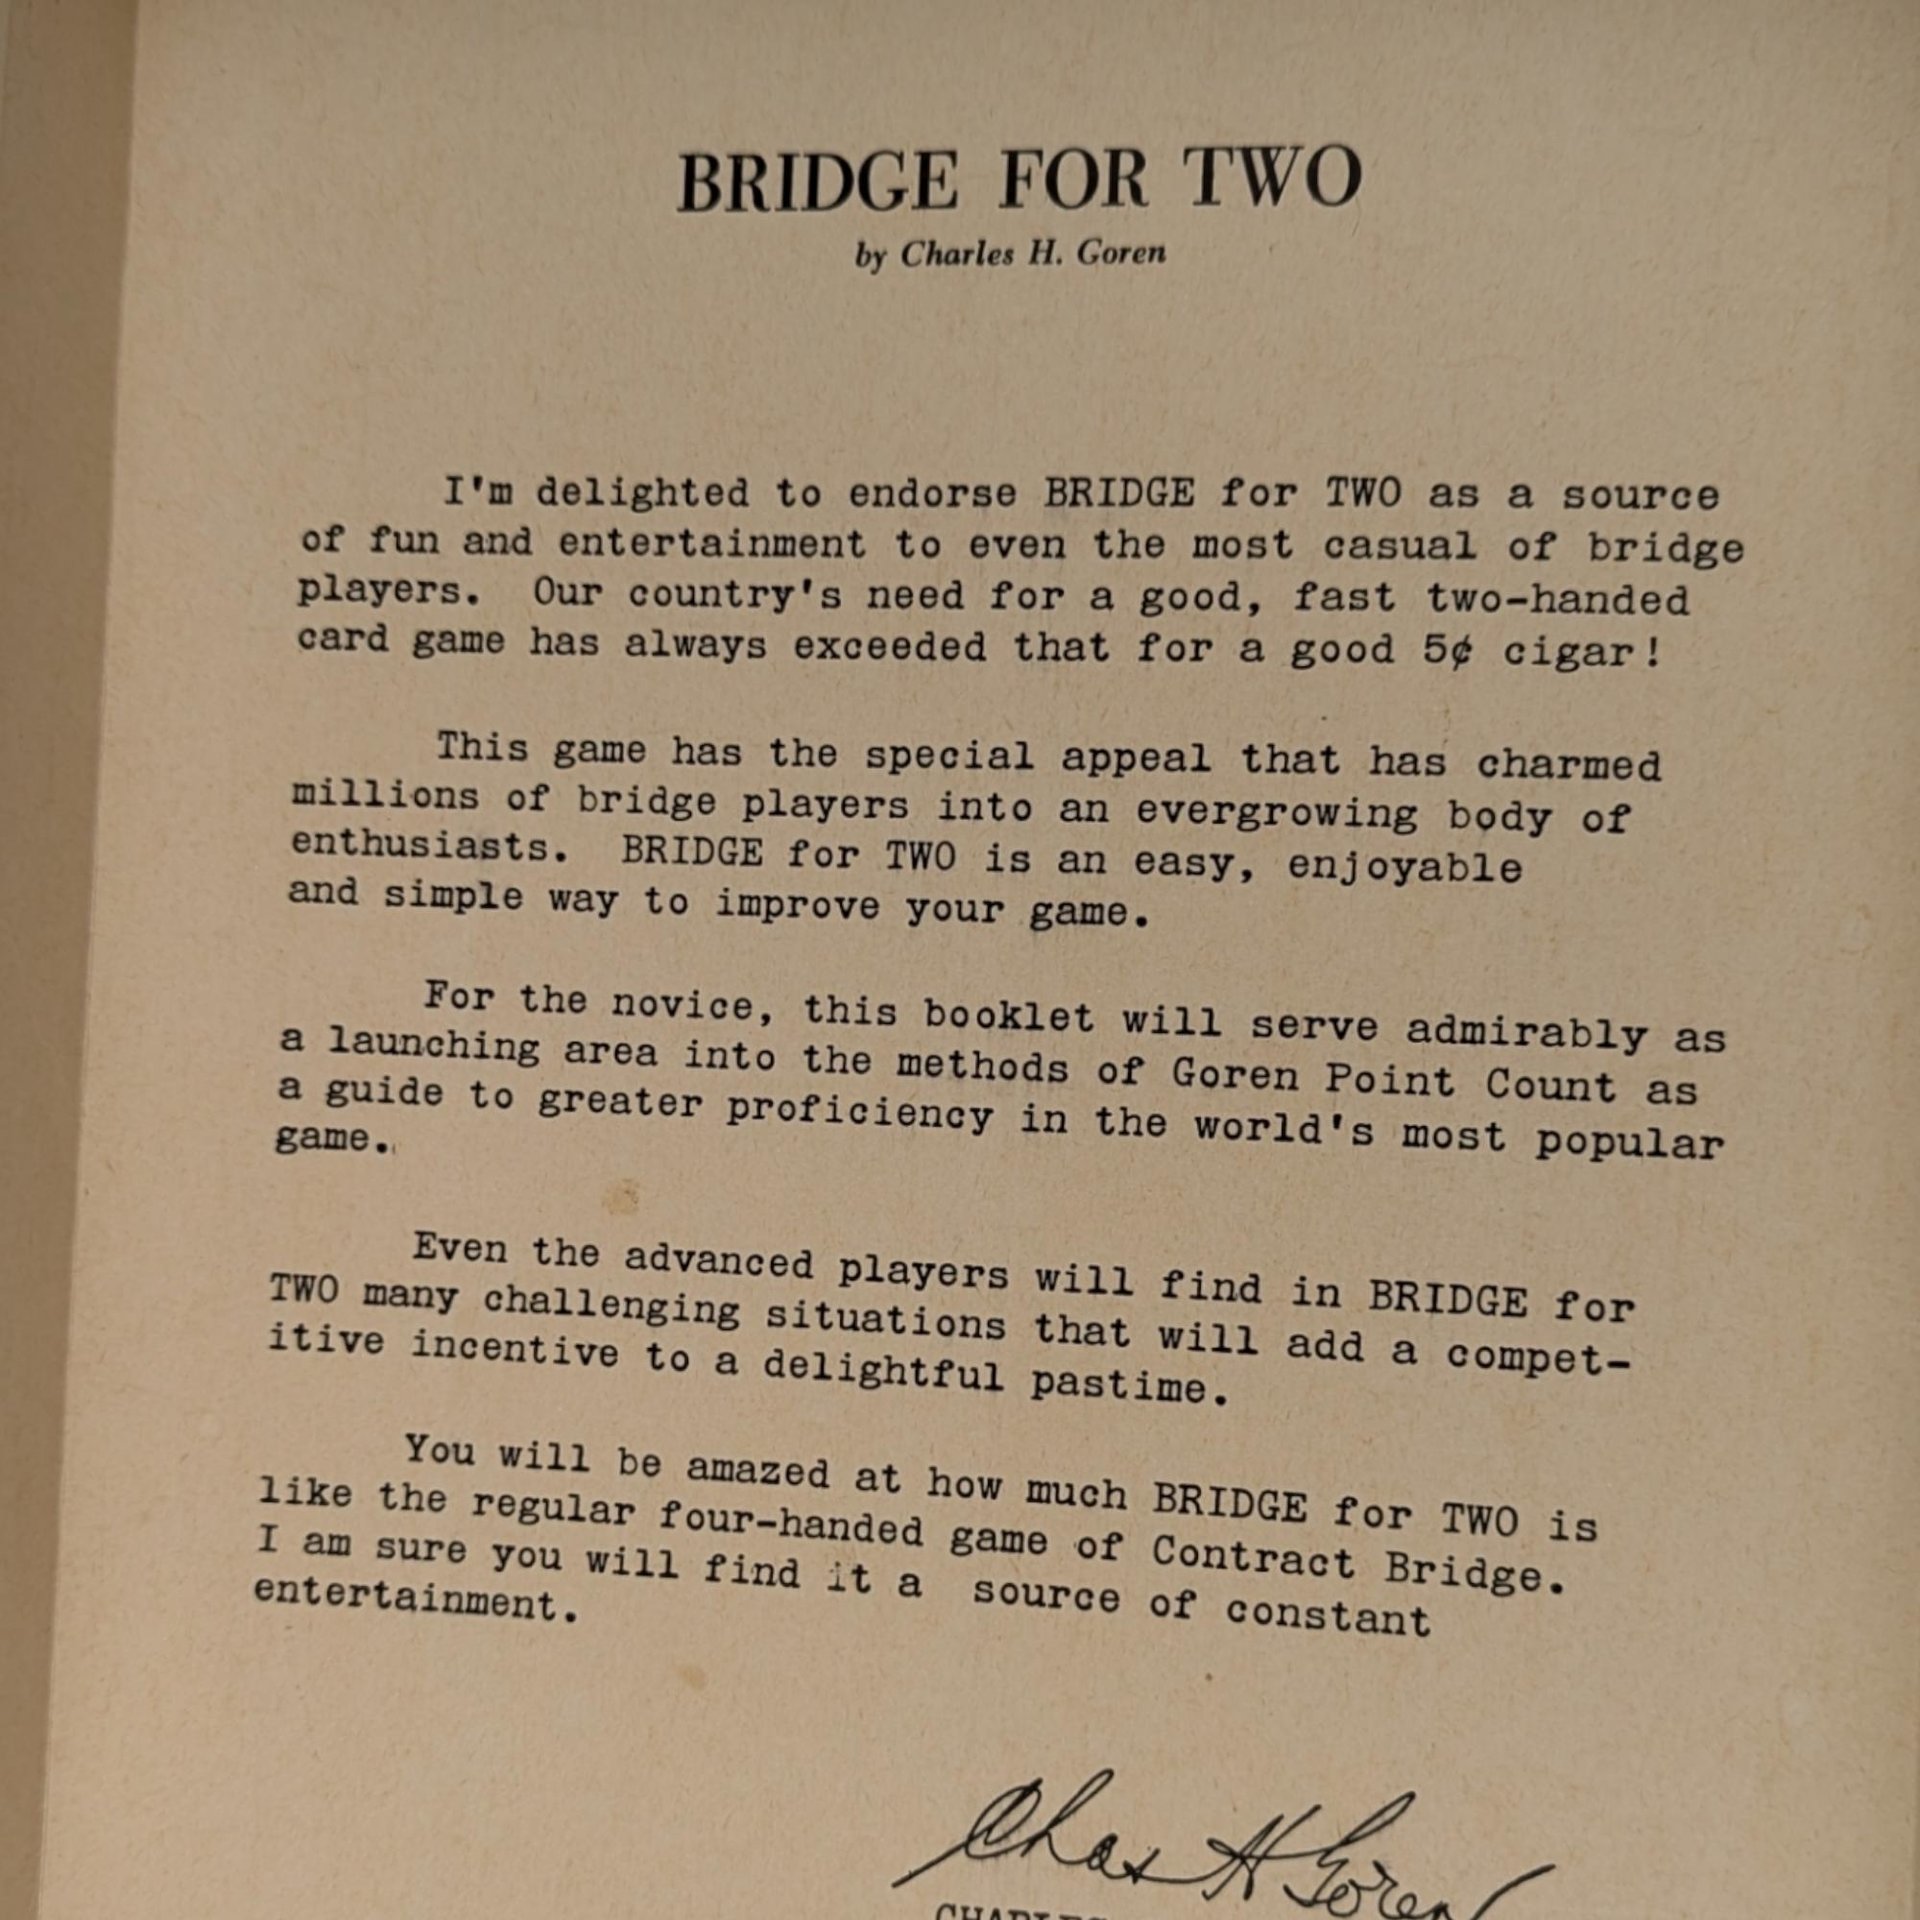 BRIDGE FOR TWO
by Charles H. Goren
I'm delighted to endorse BRIDGE for TWO as a source
of fun and entertainment to even the most casual of bridge
players. Our country's need for a good, fast two-handed
card game has always exceeded that for a good 5¢ cigar!
This game has the special appeal that has charmed
millions of bridge players into an evergrowing body of
enthusiasts. BRIDGE for TWO is an easy, enjoyable
and simple way to improve your game.
For the novice, this booklet will serve admirably as
a launching area into the methods of Goren Point Count as
a guide to greater proficiency in the world's most popular
game.
Even the advanced players will find in BRIDGE for
TWO many challenging situations that will add a compet-
itive incentive to a delightful pastime.
You will be amazed at how much BRIDGE for TWO is
like the regular four-handed game of Contract Bridge.
I am sure you will find it a source of constant
entertainment.
Chas H Goren
CHARLES